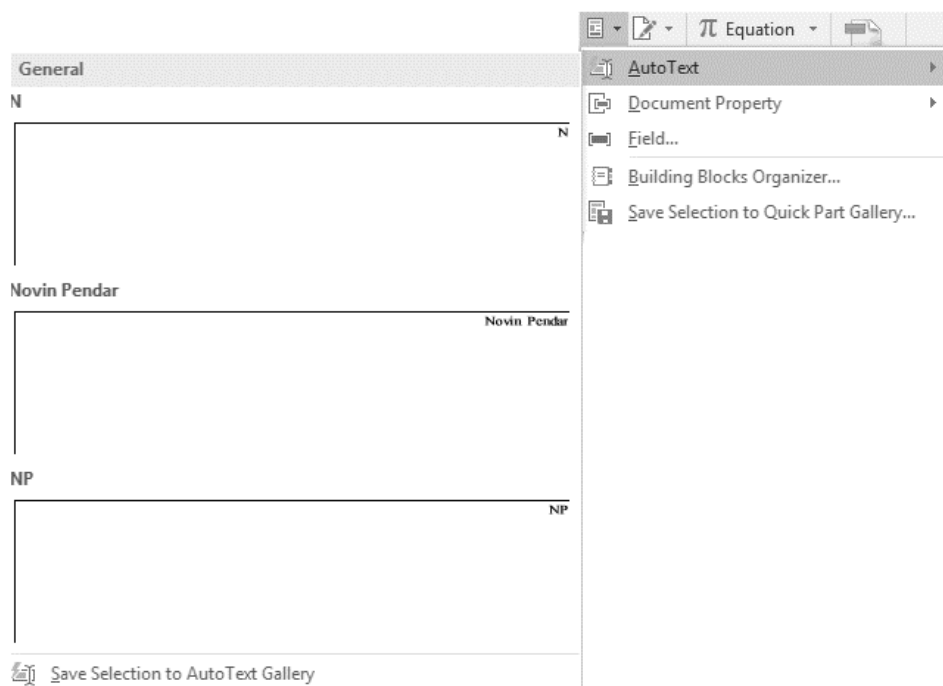 π Equation
General
N
N
Novin Pendar
Novin Pendar
NP
NP
Save Selection to AutoText Gallery
AutoText
Document Property
Field...
Building Blocks Organizer...
Save Selection to Quick Part Gallery...